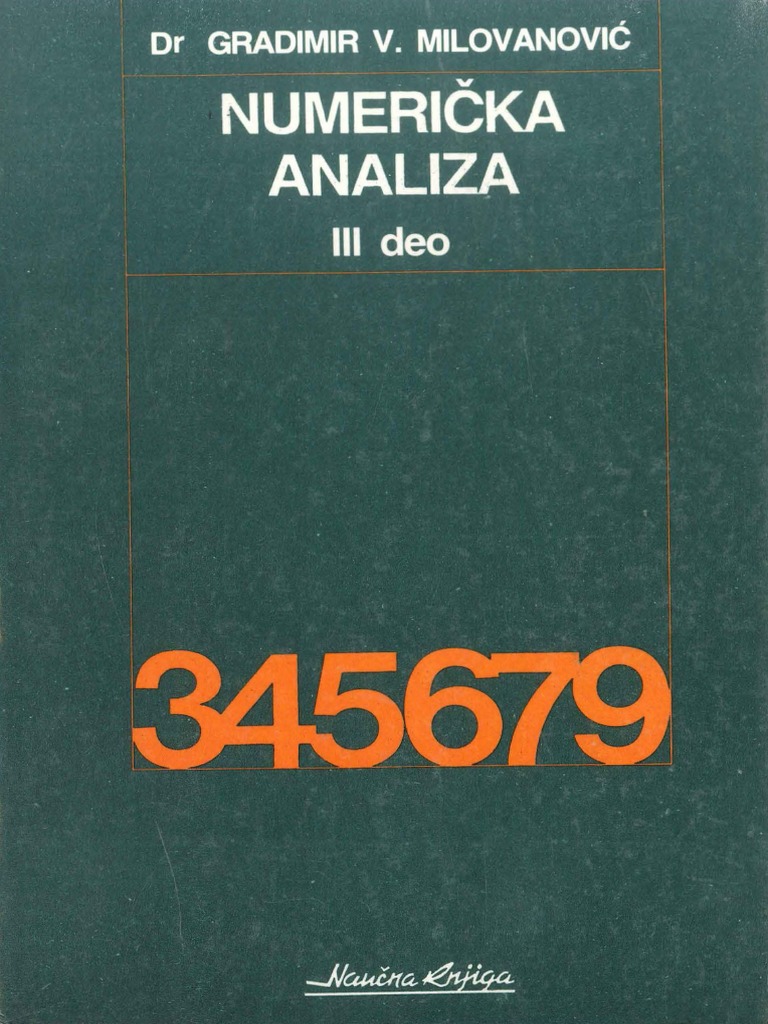 Dr GRADIMIR V. MILOVANOVIĆ
NUMERIČKA
ANALIZA
III deo
345679
Naučna Knjiga